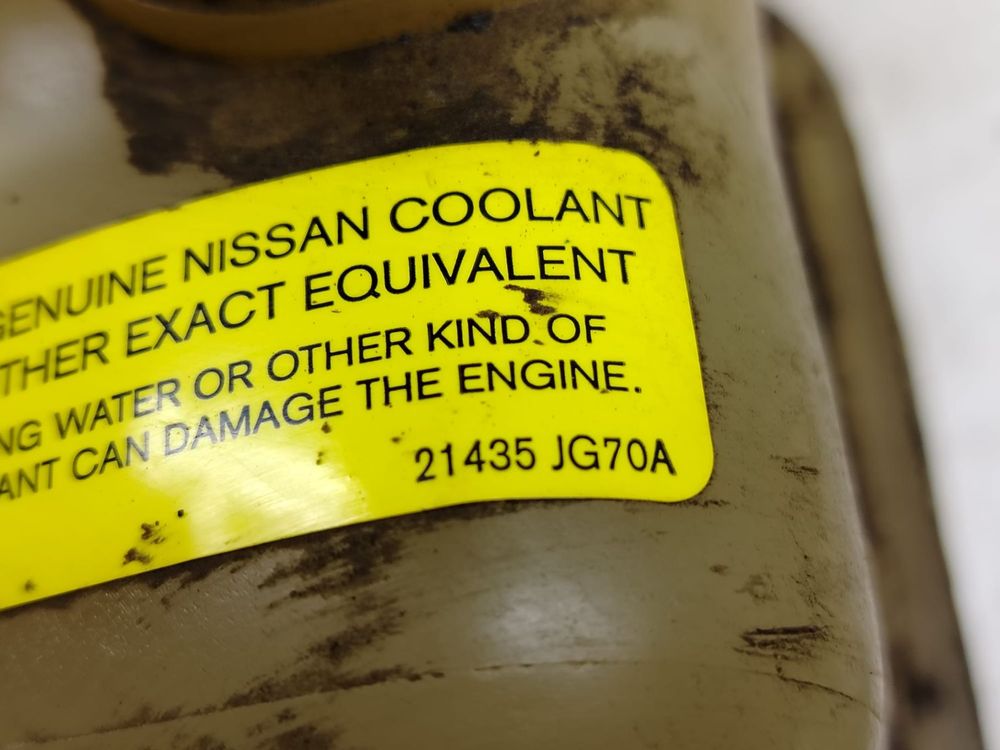 GENUINE NISSAN COOLANT
THER EXACT EQUIVALENT
NG WATER OR OTHER KIND OF
ANT CAN DAMAGE THE ENGINE.
21435 JG70A